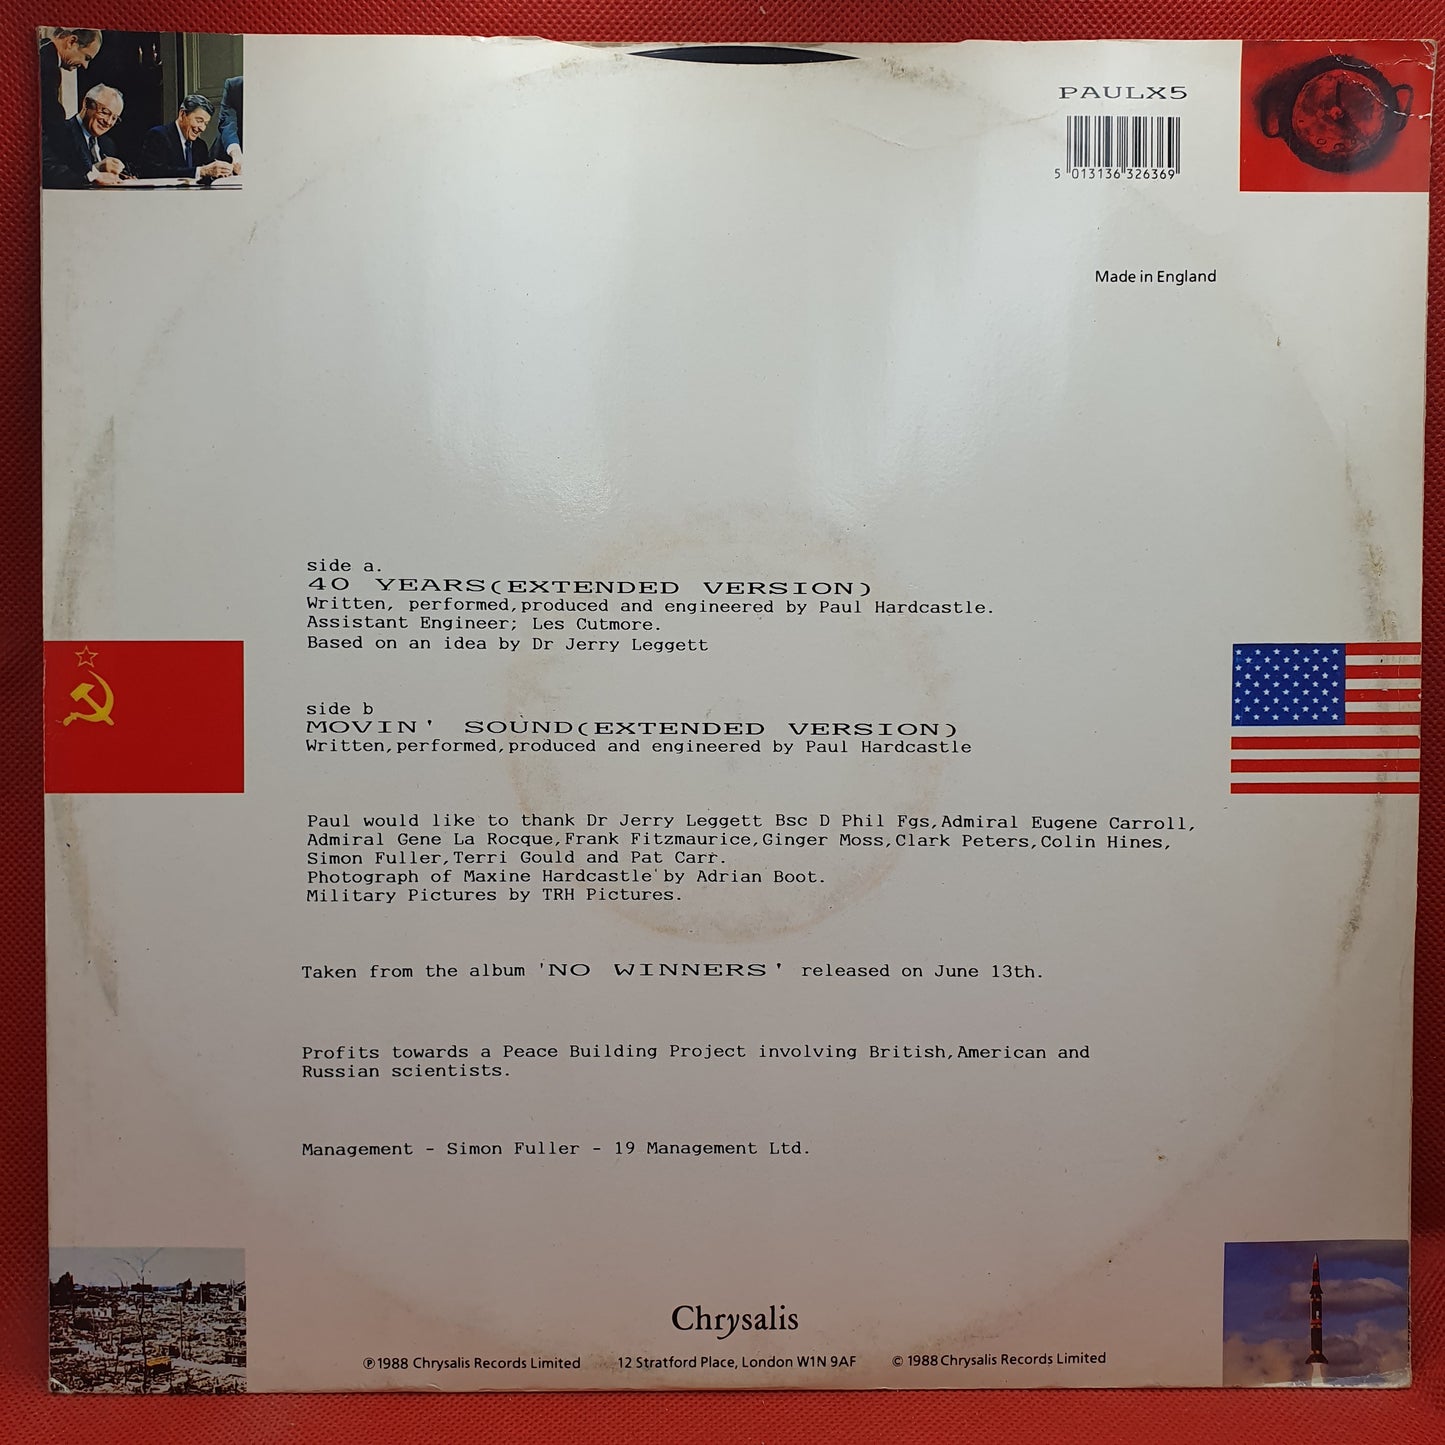 PAULX5
5 013136 326369
Made in England
side a.
40 YEARS(EXTENDED VERSION)
Written, performed,produced and engineered by Paul Hardcastle.
Assistant Engineer; Les Cutmore.
Based on an idea by Dr Jerry Leggett
side b
MOVIN' SOUND(EXTENDED VERSION)
Written,performed,produced and engineered by Paul Hardcastle
Paul would like to thank Dr Jerry Leggett Bsc D Phil Fgs,Admiral Eugene Carroll,
Admiral Gene La Rocque,Frank Fitzmaurice,Ginger Moss,Clark Peters,Colin Hines,
Simon Fuller,Terri Gould and Pat Carr.
Photograph of Maxine Hardcastle by Adrian Boot.
Military Pictures by TRH Pictures.
Taken from the album 'NO WINNERS' released on June 13th.
Profits towards a Peace Building Project involving British,American and
Russian scientists.
Management - Simon Fuller - 19 Management Ltd.
Chrysalis
℗ 1988 Chrysalis Records Limited 12 Stratford Place, London W1N 9AF © 1988 Chrysalis Records Limited